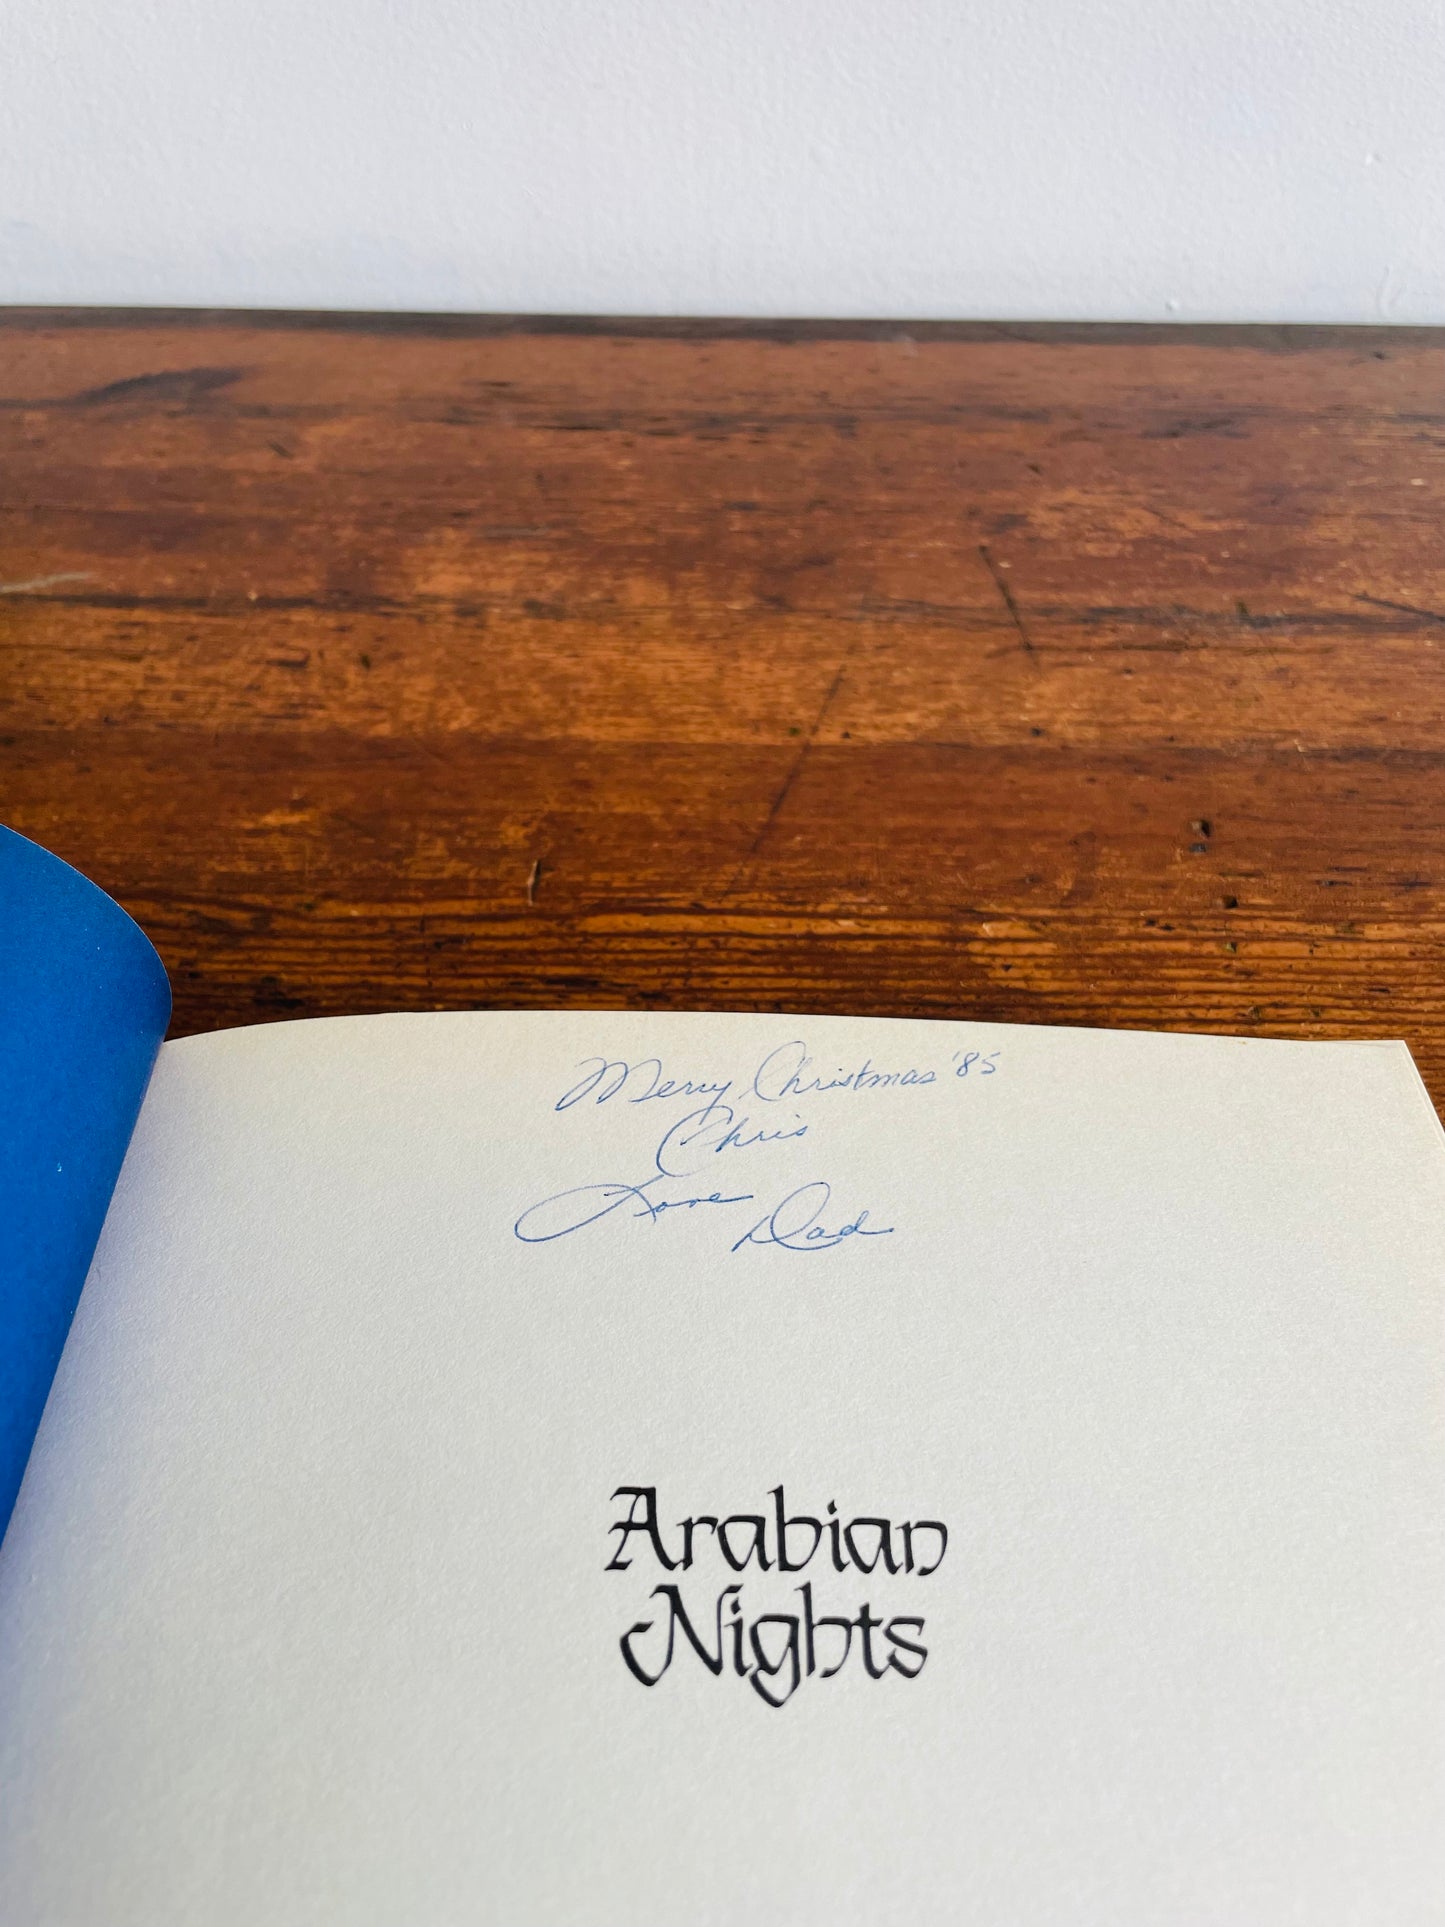 Merry Christmas '85
Chris
Love
Dad
Arabian
Nights